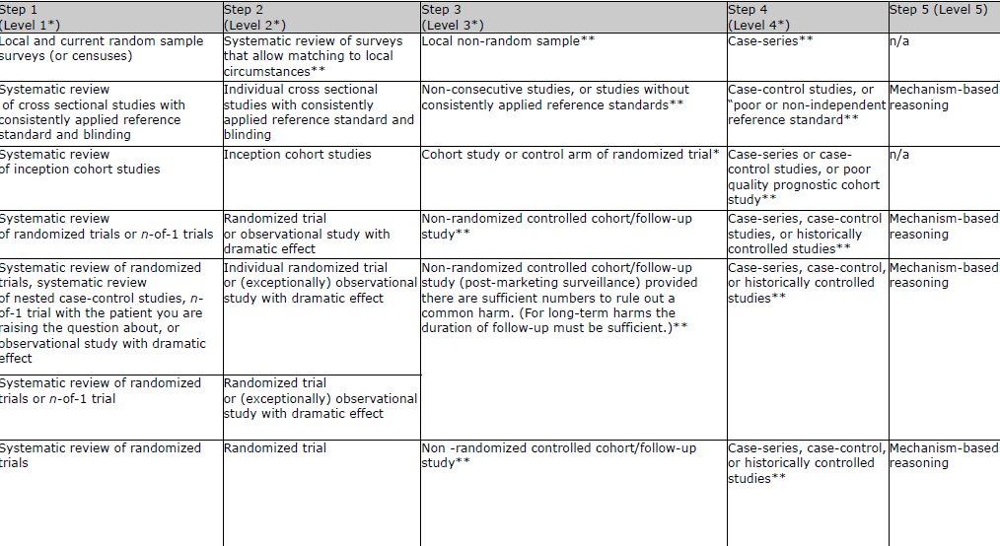 Step 1
(Level 1*)
Step 2
(Level 2*)
Step 3
(Level 3*)
Step 4
(Level 4*)
Step 5 (Level 5)
Local and current random sample
surveys (or censuses)
Systematic review of surveys
that allow matching to local
circumstances**
Local non-random sample**
Case-series**
n/a
Systematic review
of cross sectional studies with
consistently applied reference
standard and blinding
Individual cross sectional
studies with consistently
applied reference standard and
blinding
Non-consecutive studies, or studies without
consistently applied reference standards**
Case-control studies, or
“poor or non-independent
reference standard**
Mechanism-based
reasoning
Systematic review
of inception cohort studies
Inception cohort studies
Cohort study or control arm of randomized trial*
Case-series or case-
control studies, or poor
quality prognostic cohort
study**
n/a
Systematic review
of randomized trials or n-of-1 trials
Randomized trial
or observational study with
dramatic effect
Non-randomized controlled cohort/follow-up
study**
Case-series, case-control
studies, or historically
controlled studies**
Mechanism-based
reasoning
Systematic review of randomized
trials, systematic review
of nested case-control studies, n-
of-1 trial with the patient you are
raising the question about, or
observational study with dramatic
effect
Individual randomized trial
or (exceptionally) observational
study with dramatic effect
Non-randomized controlled cohort/follow-up
study (post-marketing surveillance) provided
there are sufficient numbers to rule out a
common harm. (For long-term harms the
duration of follow-up must be sufficient.)**
Case-series, case-control,
or historically controlled
studies**
Mechanism-based
reasoning
Systematic review of randomized
trials or n-of-1 trial
Randomized trial
or (exceptionally) observational
study with dramatic effect
Systematic review of randomized
trials
Randomized trial
Non -randomized controlled cohort/follow-up
study**
Case-series, case-control,
or historically controlled
studies**
Mechanism-based
reasoning